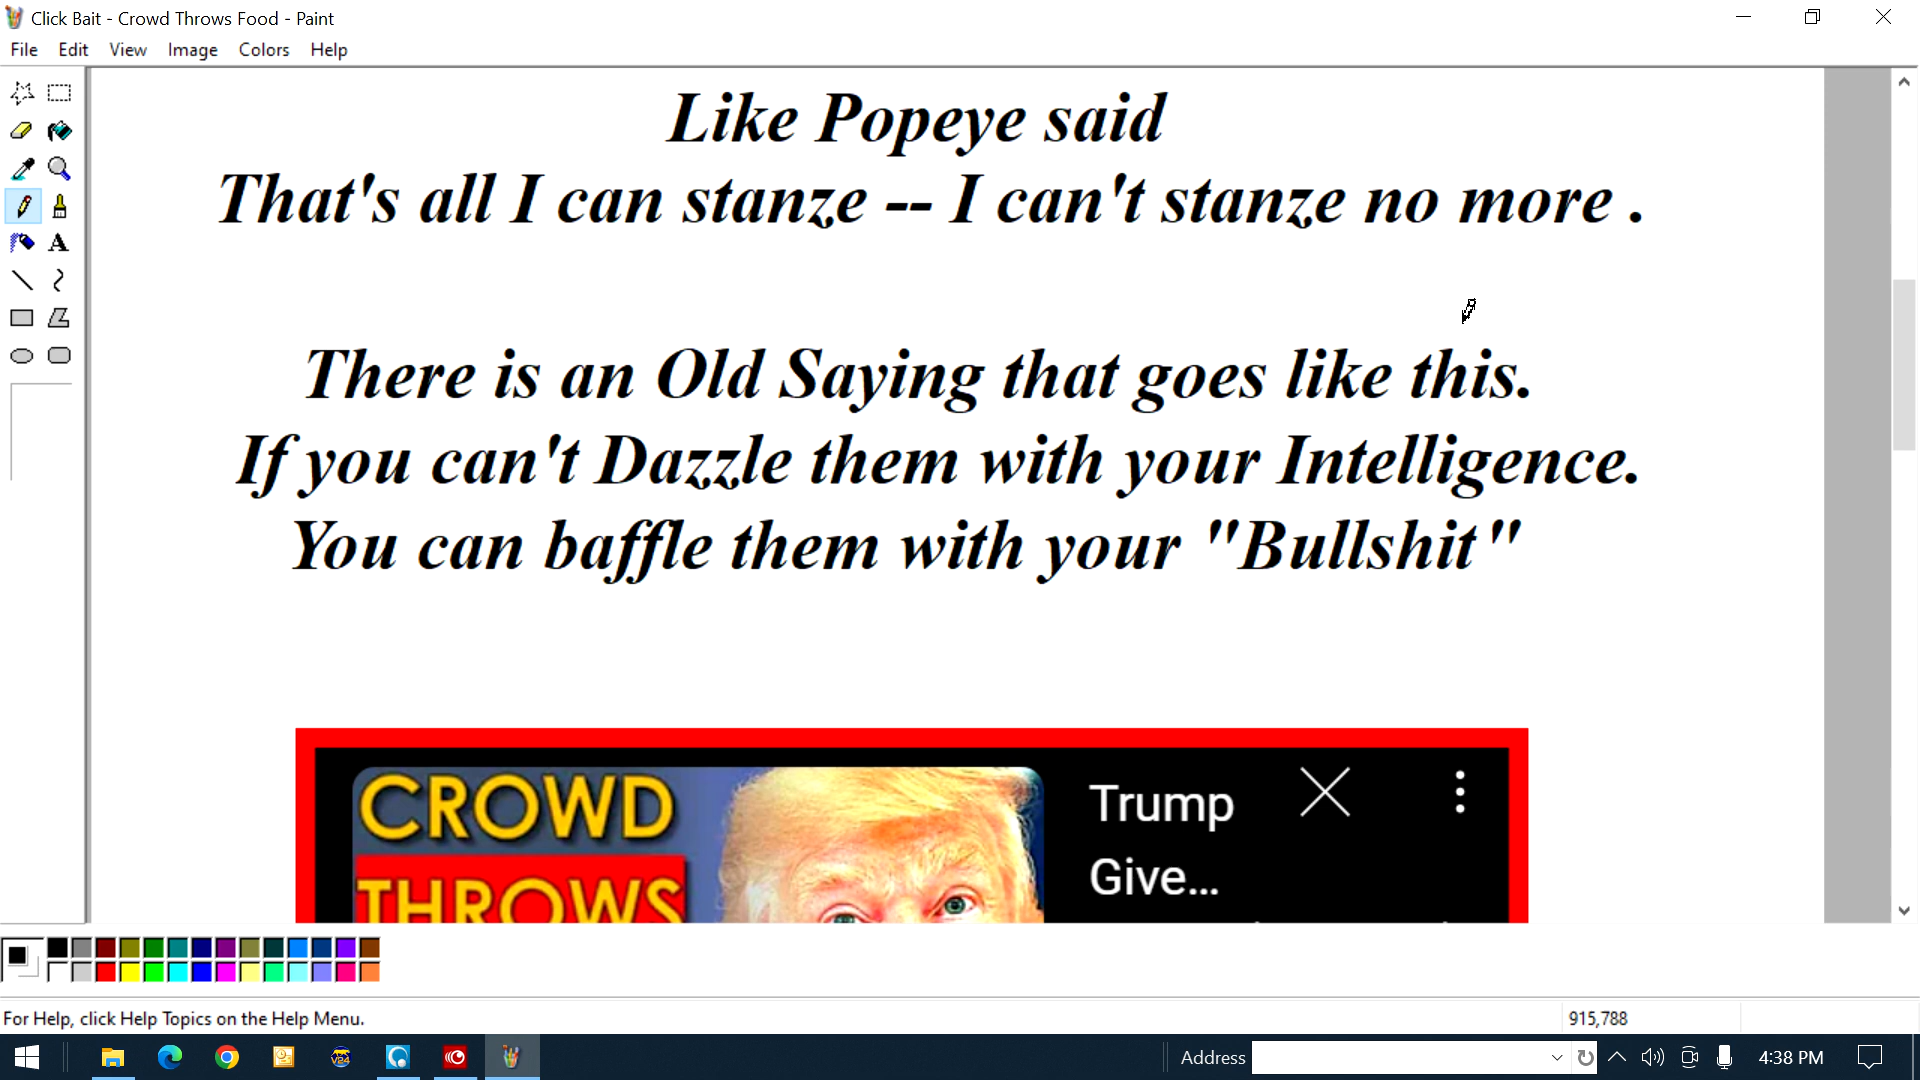 Click Bait - Crowd Throws Food - Paint
File Edit View Image Colors Help
Like Popeye said
That's all I can stanze -- I can't stanze no more .
There is an Old Saying that goes like this.
If you can't Dazzle them with your Intelligence.
You can baffle them with your "Bullshit"
CROWD
THROWS
Trump
Give...
For Help, click Help Topics on the Help Menu.
915,788
V24
Address
4:38 PM